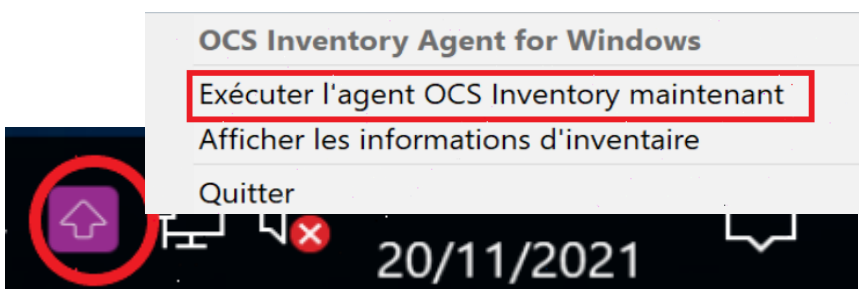 OCS Inventory Agent for Windows
Exécuter l'agent OCS Inventory maintenant
Afficher les informations d'inventaire
Quitter
20/11/2021